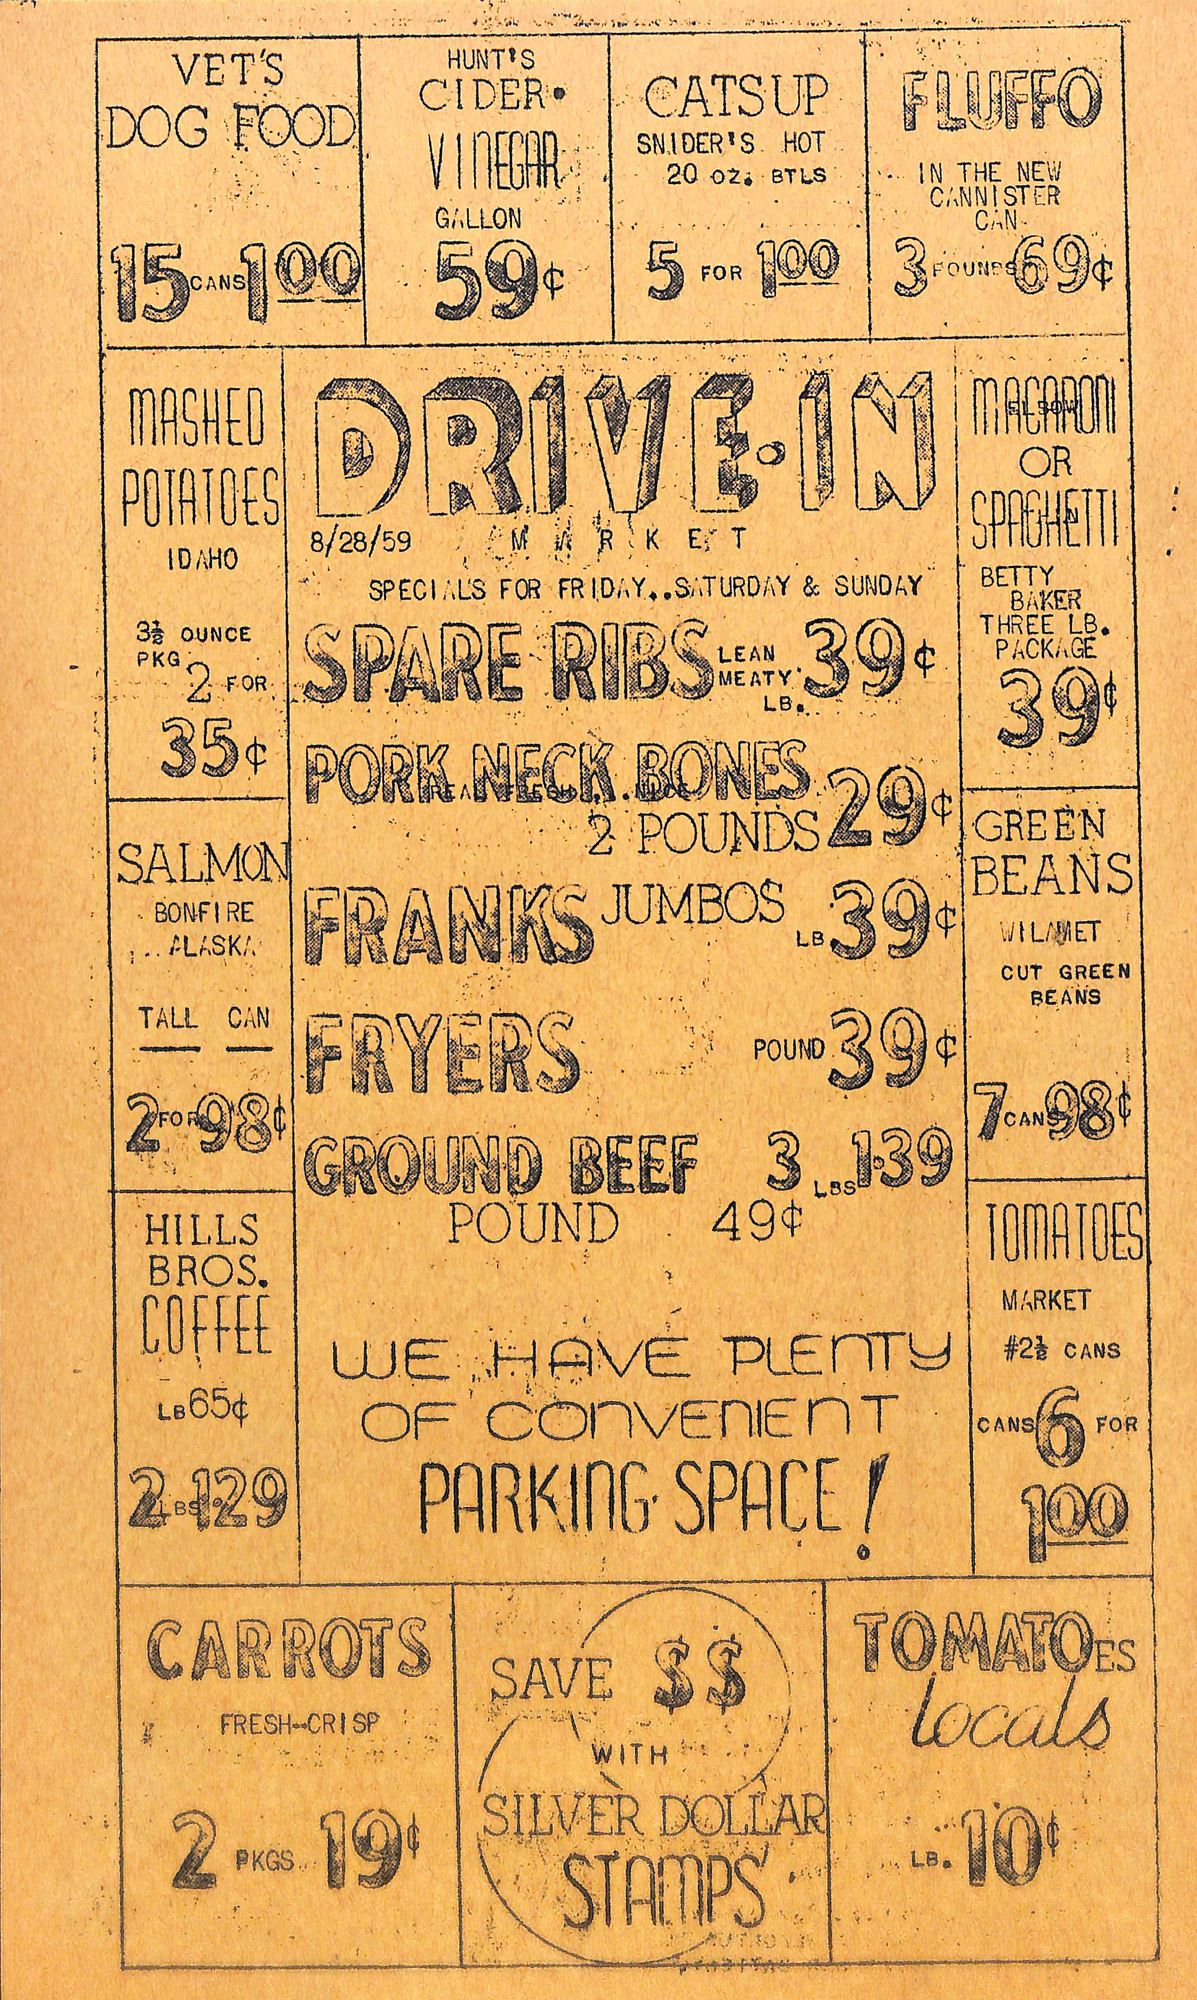 VET'S
DOG FOOD
15 CANS 1 00
HUNT'S
CIDER
VINEGAR
GALLON
59¢
CATSUP
SNIDER'S HOT
20 OZ. BTLS
5 FOR 1 00
FLUFFO
IN THE NEW
CANNISTER
CAN
3 POUNDS 69¢
MASHED
POTATOES
IDAHO
3½ OUNCE
PKG
2 FOR
35¢
DRIVE-IN
8/28/59 MARKET
SPECIALS FOR FRIDAY..SATURDAY & SUNDAY
SPARE RIBS LEAN MEATY LB. 39¢
PORK NECK BONES
REAL FRESH...NICE
2 POUNDS 29¢
FRANKS JUMBOS LB 39¢
FRYERS POUND 39¢
GROUND BEEF 3 LBS 1.39
POUND 49¢
WE HAVE PLENTY
OF CONVENIENT
PARKING SPACE!
MACARONI
ELBOW
OR
SPAGHETTI
BETTY
BAKER
THREE LB.
PACKAGE
39¢
SALMON
BONFIRE
ALASKA
TALL CAN
2 FOR 98¢
GREEN
BEANS
WILAMET
CUT GREEN
BEANS
7 CANS 98¢
HILLS
BROS.
COFFEE
LB 65¢
2 LBS 1.29
TOMATOES
MARKET
#2½ CANS
CANS 6 FOR
1 00
CARROTS
FRESH-CRISP
2 PKGS 19¢
SAVE $$
WITH
SILVER DOLLAR
STAMPS
TOMATOES
locals
LB. 10¢